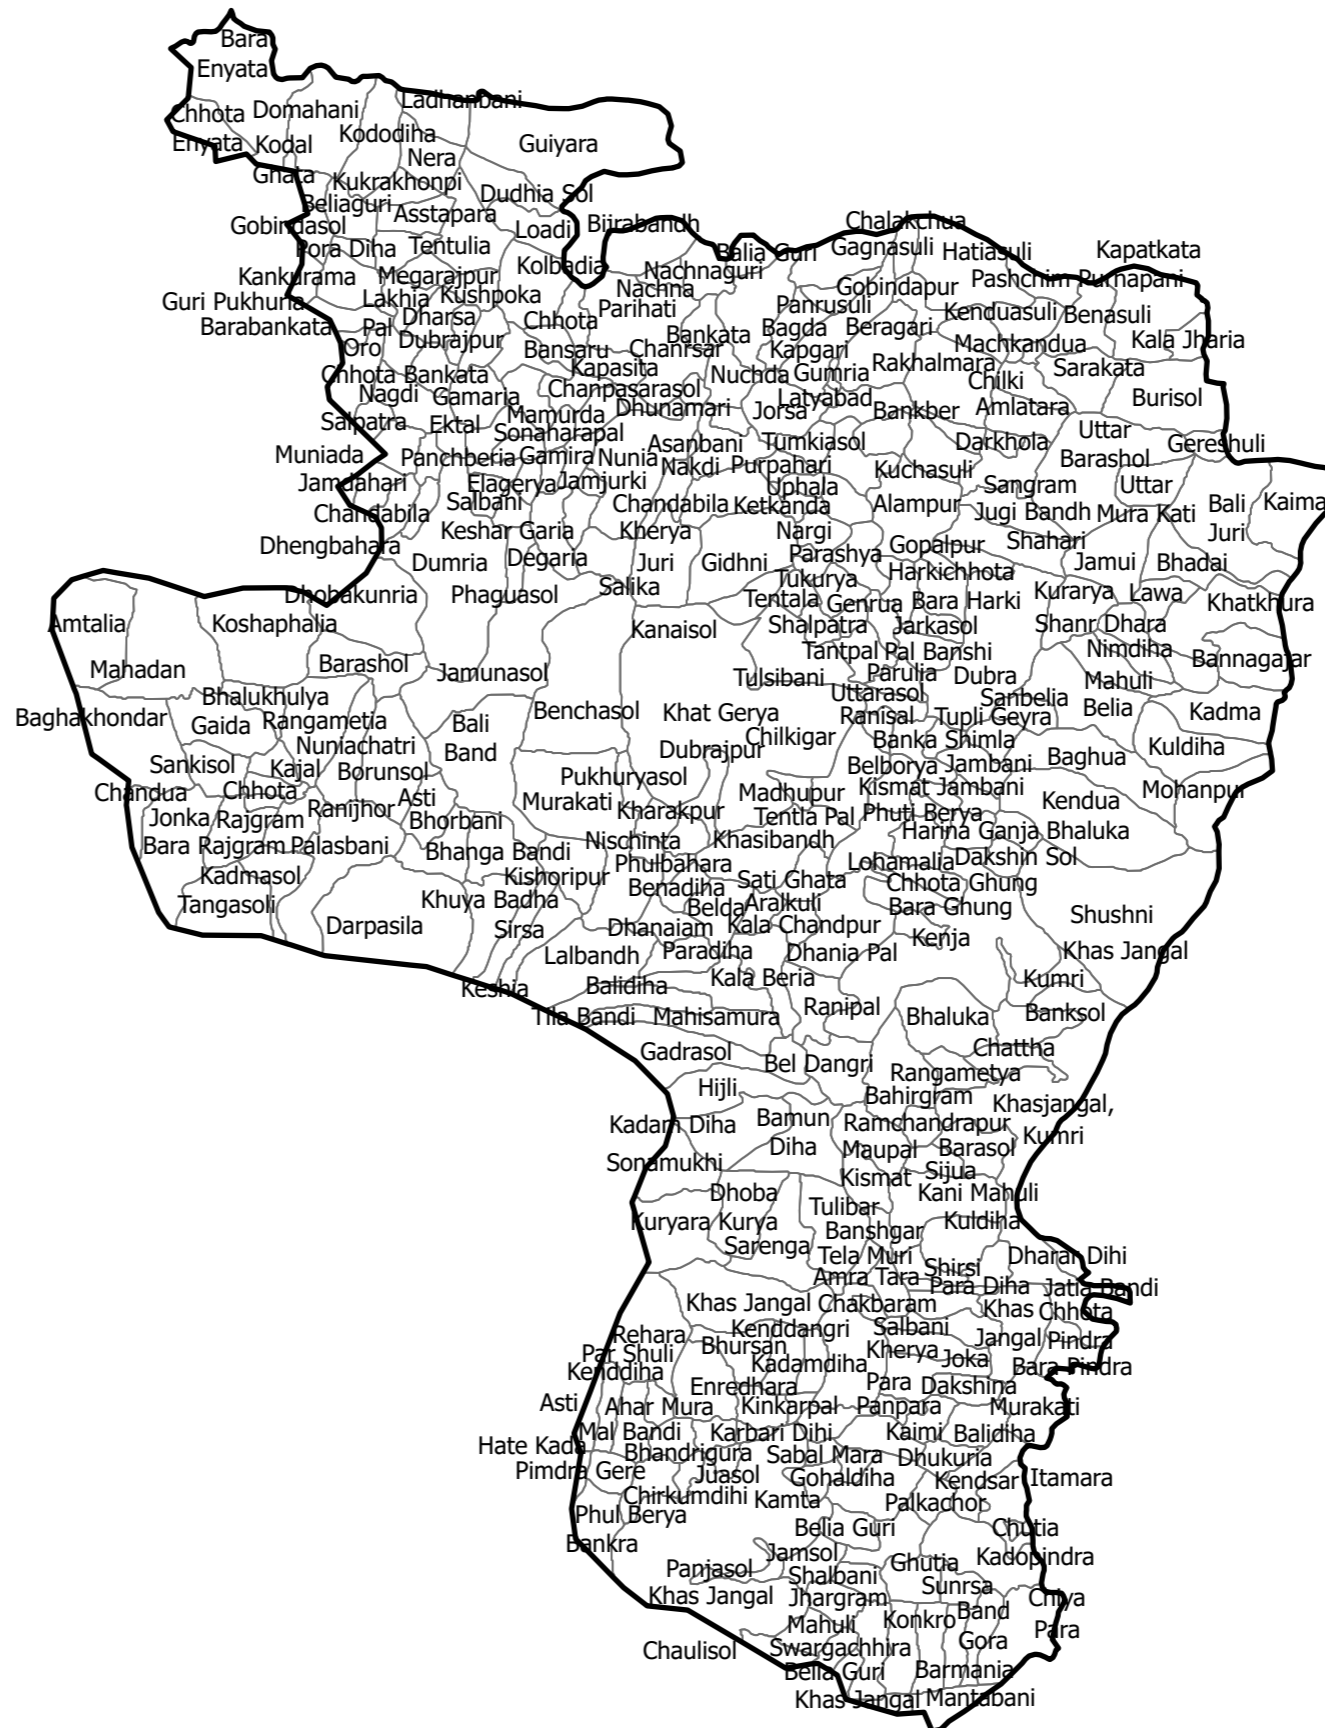 Bara
Enyata
Chhota
Enyata
Domahani
Kodal
Ghata
Ladhanbani
Kododiha
Nera
Guiyara
Kukrakhonpi
Dudhia Sol
Beliaguri
Asstapara
Gobindasol
Loadi
Bijrabandh
Pora Diha
Tentulia
Kolbadia
Kankurama
Megarajpur
Guri Pukhuria
Lakhia
Kushpoka
Barabankata
Dharsa
Pal
Dubrajpur
Oro
Chhota
Bansaru
Nachnaguri
Nachna
Parihati
Balia Guri
Chalakchua
Gagnasuli
Hatiasuli
Kapatkata
Pashchim Purnapani
Gobindapur
Panrusuli
Kenduasuli
Benasuli
Bankata
Bagda
Beragari
Chanrsar
Kapgari
Machkandua
Kala Jharia
Kapasita
Nuchda
Gumria
Rakhalmara
Sarakata
Chhota Bankata
Chilki
Nagdi
Gamaria
Chanpasarasol
Latyabad
Burisol
Mamurda
Dhunamari
Jorsa
Bankber
Amlatara
Salpatra
Ektal
Sonaharapal
Asanbani
Tumkiasol
Darkhola
Uttar
Barashol
Gereshuli
Muniada
Panchberia
Gamira
Nunia
Nakdi
Purpahari
Kuchasuli
Jamdahari
Elagerya
Jamjurki
Uphala
Sangram
Uttar
Mura Kati
Bali
Juri
Kaima
Salbani
Chandabila
Chandabila
Ketkanda
Alampur
Jugi Bandh
Keshar Garia
Kherya
Nargi
Shahari
Dhengbahara
Dumria
Degaria
Juri
Gidhni
Parashya
Gopalpur
Jamui
Bhadai
Tukurya
Harkichhota
Dhobakunria
Phaguasol
Salika
Tentala
Genrua
Bara
Harki
Kurarya
Lawa
Khatkhura
Amtalia
Koshaphalia
Kanaisol
Shalpatra
Jarkasol
Shanr Dhara
Mahadan
Barashol
Jamunasol
Tantpal
Pal Banshi
Nimdiha
Bannagajar
Tulsibani
Parulia
Dubra
Mahuli
Bhalukhulya
Uttarasol
Sanbelia
Belia
Kadma
Baghakhondar
Gaida
Rangametia
Bali
Band
Benchasol
Khat Gerya
Ranisal
Tupli Geyra
Nuniachatri
Dubrajpur
Chilkigar
Banka Shimla
Kuldiha
Sankisol
Kajal
Borunsol
Pukhuryasol
Belborya
Jambani
Baghua
Chandua
Chhota
Rajgram
Ranijhor
Asti
Murakati
Madhupur
Kismat Jambani
Kendua
Mohanpur
Jonka
Bhorbani
Kharakpur
Tentla Pal
Phuti Berya
Bara Rajgram
Palasbani
Bhanga Bandi
Nischinta
Khasibandh
Harina Ganja
Bhaluka
Kadmasol
Kishoripur
Phulbahara
Lohamalia
Dakshin Sol
Tangasoli
Khuya Badha
Benadiha
Sati Ghata
Chhota Ghung
Darpasila
Sirsa
Belda
Aralkuli
Bara Ghung
Shushni
Dhanaiam
Kala Chandpur
Kenja
Lalbandh
Paradiha
Dhania Pal
Khas Jangal
Keshia
Balidiha
Kala Beria
Kumri
Tila Bandi
Mahisamura
Ranipal
Bhaluka
Banksol
Gadrasol
Bel Dangri
Chattha
Hijli
Rangametya
Bahirgram
Khasjangal,
Kumri
Kadam Diha
Bamun
Diha
Ramchandrapur
Maupal
Barasol
Sonamukhi
Kismat
Sijua
Dhoba
Kani Mahuli
Tulibar
Kuryara
Kurya
Banshgar
Kuldiha
Sarenga
Tela Muri
Shirsi
Dharan Dihi
Amra Tara
Para Diha
Jatia Bandi
Khas Jangal
Chakbaram
Khas
Jangal
Chhota
Pindra
Rehara
Kenddangri
Salbani
Par Shuli
Bhursan
Kherya
Joka
Bara Pindra
Kenddiha
Kadamdiha
Enredhara
Para
Dakshina
Asti
Ahar Mura
Kinkarpal
Panpara
Murakati
Mal Bandi
Karbari Dihi
Kaimi
Balidiha
Hate Kada
Bhandrigura
Sabal Mara
Dhukuria
Pimdra Gere
Juasol
Gohaldiha
Kendsar
Itamara
Chirkumdihi
Kamta
Palkachor
Phul Berya
Belia Guri
Chutia
Bankra
Jamsol
Ghutia
Kadopindra
Panjasol
Shalbani
Sunrsa
Khas Jangal
Jhargram
Band
Gora
Chiya
Para
Mahuli
Konkro
Chaulisol
Swargachhira
Belia Guri
Barmania
Khas Jangal
Mantabani